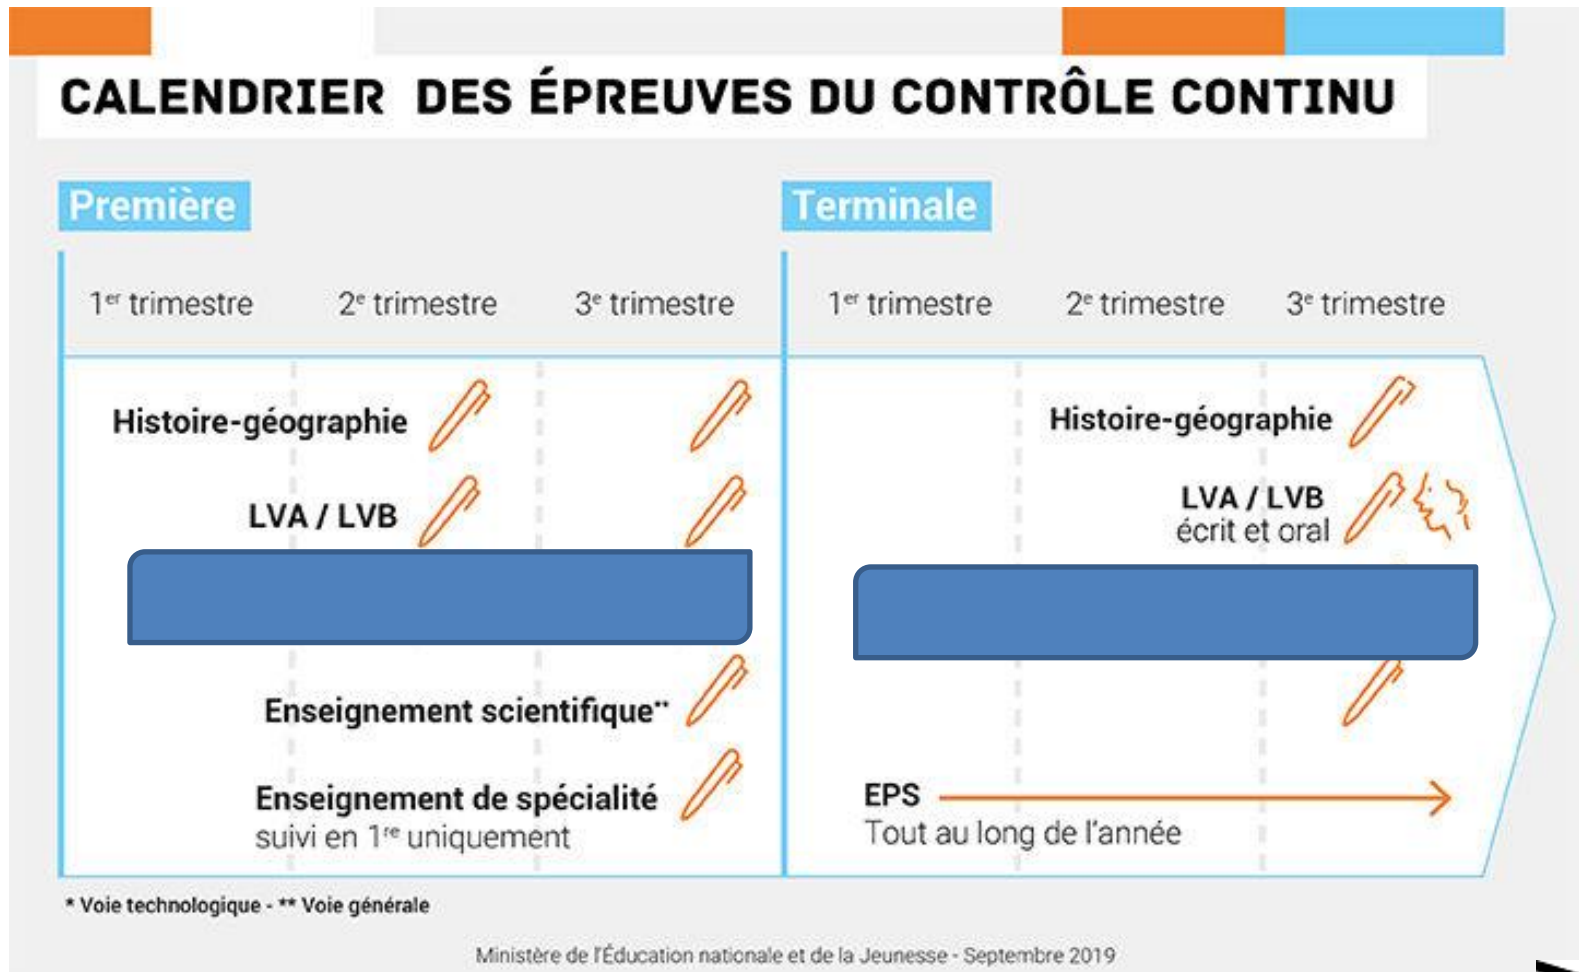 CALENDRIER DES ÉPREUVES DU CONTRÔLE CONTINU
Première
Terminale
1er trimestre 2e trimestre 3e trimestre
1er trimestre 2e trimestre 3e trimestre
Histoire-géographie
LVA / LVB
Enseignement scientifique**
Enseignement de spécialité
suivi en 1re uniquement
Histoire-géographie
LVA / LVB
écrit et oral
EPS
Tout au long de l'année
* Voie technologique - ** Voie générale
Ministère de l'Éducation nationale et de la Jeunesse - Septembre 2019